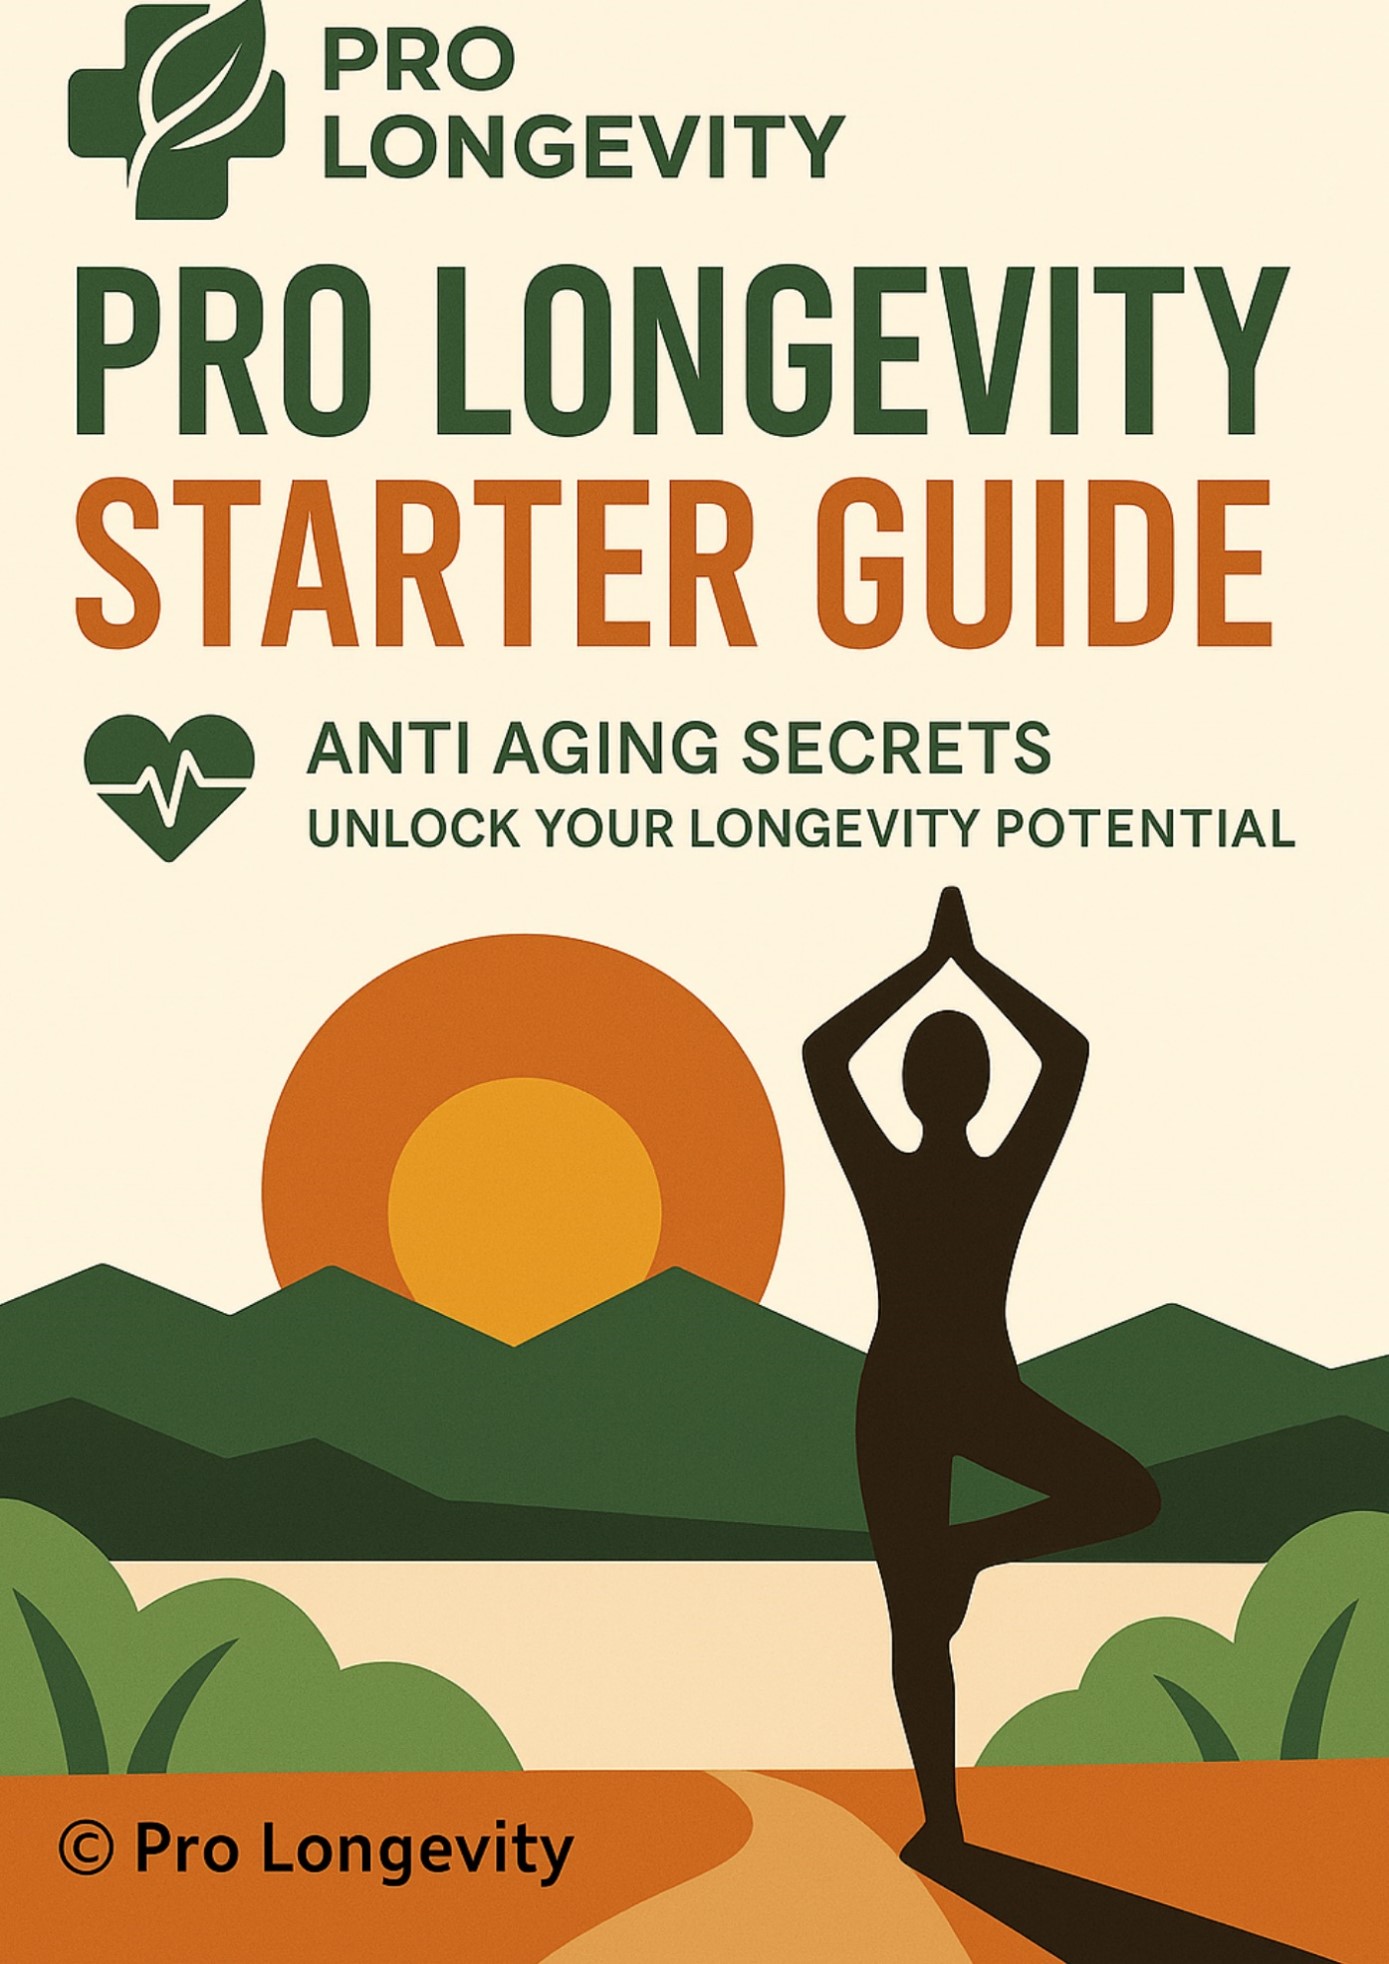 PRO
LONGEVITY
PRO LONGEVITY
STARTER GUIDE
ANTI AGING SECRETS
UNLOCK YOUR LONGEVITY POTENTIAL
© Pro Longevity